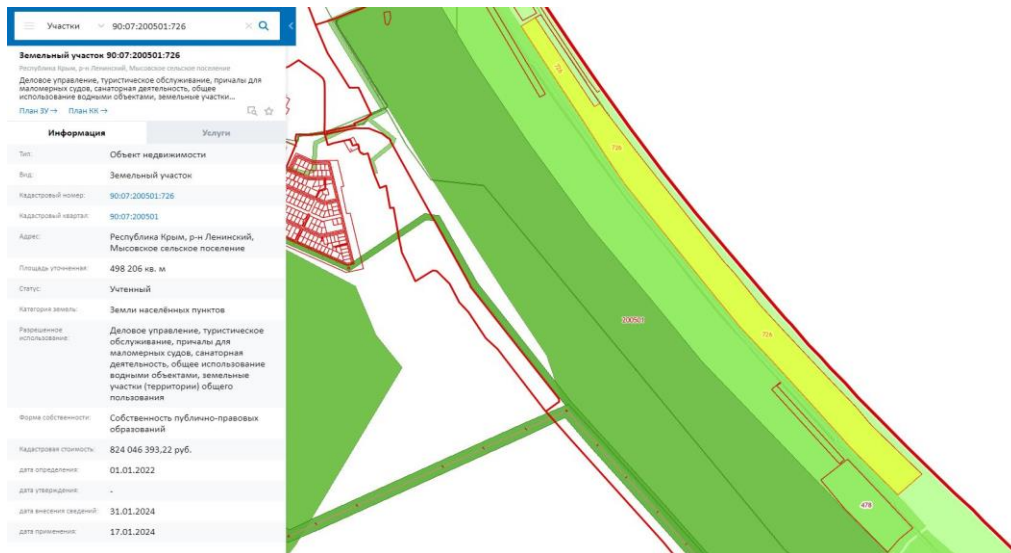 Участки 90:07:200501:726
Земельный участок 90:07:200501:726
Республика Крым, р-н Ленинский, Мысовское сельское поселение
Деловое управление, туристическое обслуживание, причалы для
маломерных судов, санаторная деятельность, общее
использование водными объектами, земельные участки...
План ЗУ → План КК →
Информация Услуги
Тип: Объект недвижимости
Вид: Земельный участок
Кадастровый номер: 90:07:200501:726
Кадастровый квартал: 90:07:200501
Адрес: Республика Крым, р-н Ленинский,
Мысовское сельское поселение
Площадь уточненная: 498 206 кв. м
Статус: Учтенный
Категория земель: Земли населённых пунктов
Разрешенное использование: Деловое управление, туристическое
обслуживание, причалы для
маломерных судов, санаторная
деятельность, общее использование
водными объектами, земельные
участки (территории) общего
пользования
Форма собственности: Собственность публично-правовых
образований
Кадастровая стоимость: 824 046 393,22 руб.
дата определения: 01.01.2022
дата утверждения: -
дата внесения сведений: 31.01.2024
дата применения: 17.01.2024
726
726
200501
726
478